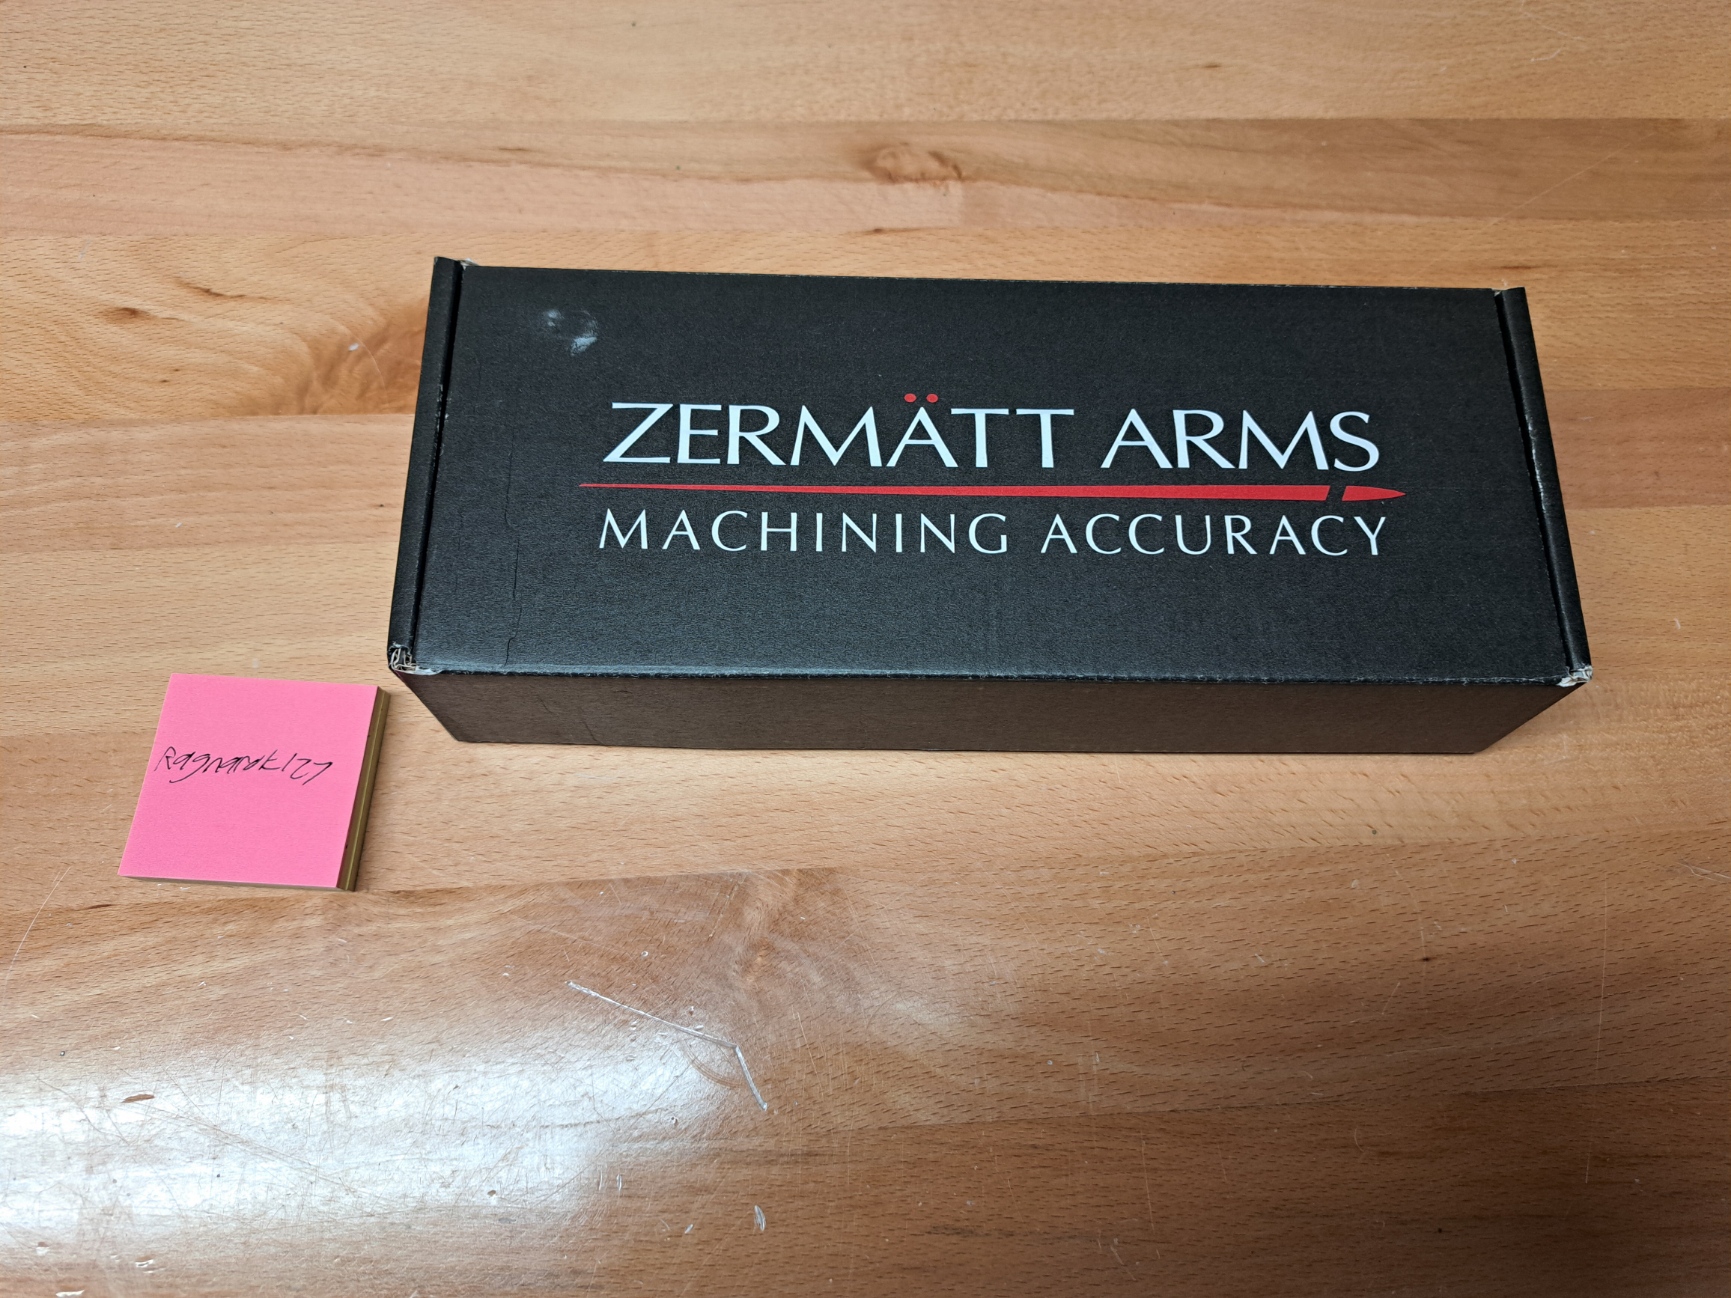 ZERMÄTT ARMS
MACHINING ACCURACY
Ragnarok127